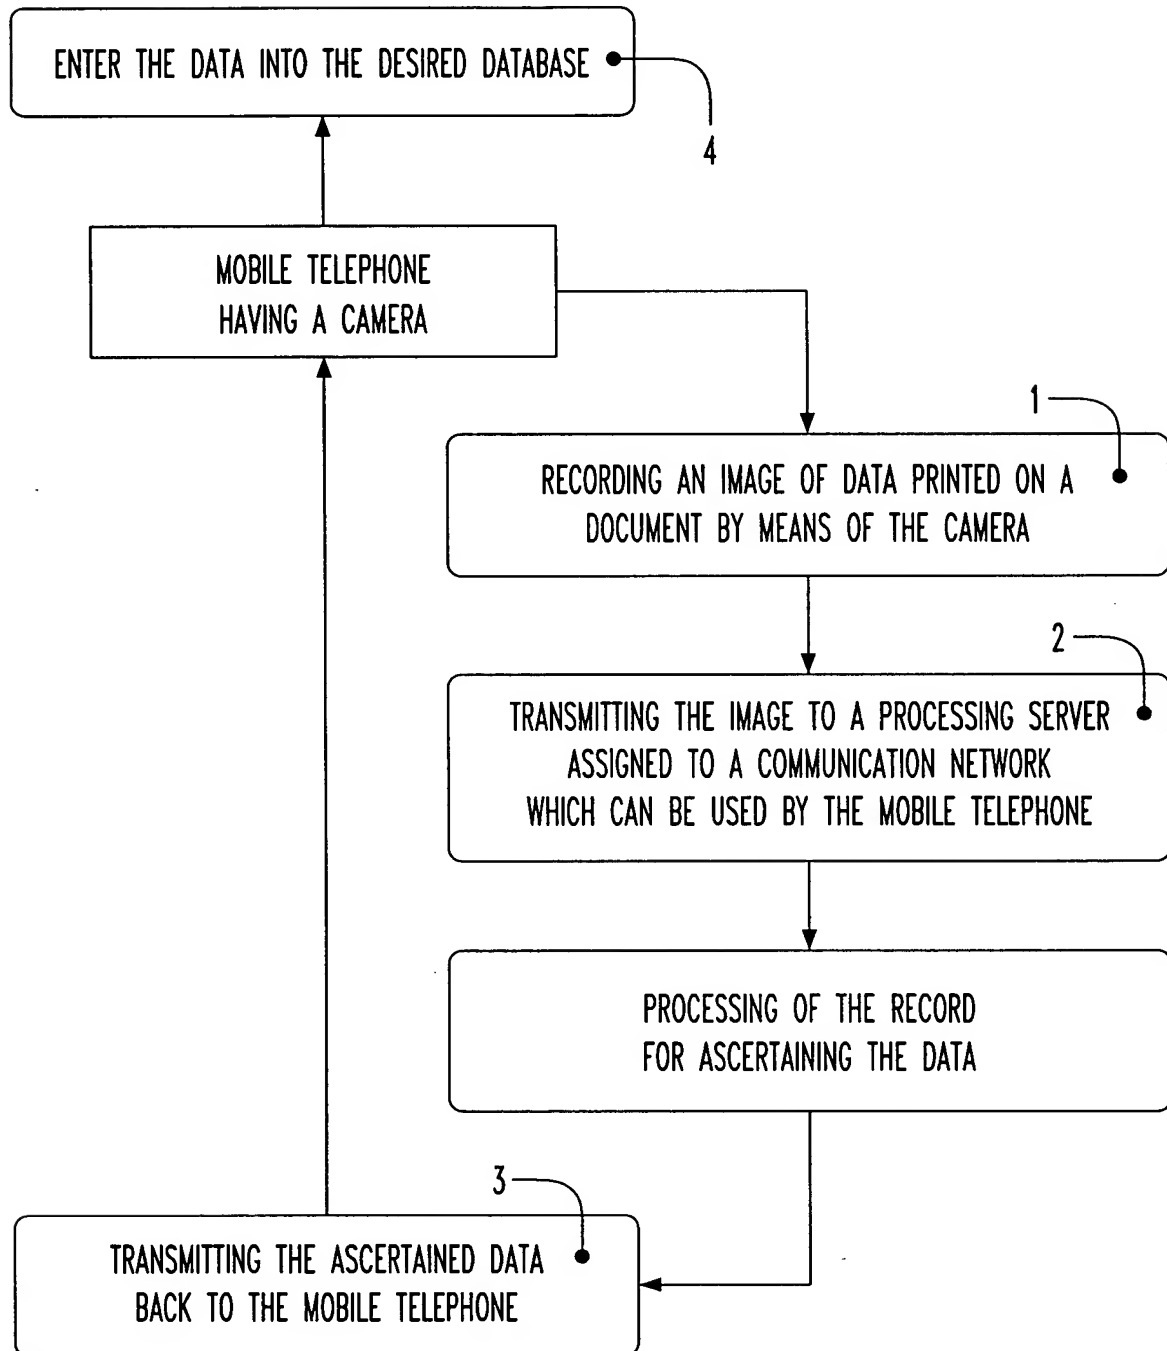 ENTER THE DATA INTO THE DESIRED DATABASE
4
MOBILE TELEPHONE
HAVING A CAMERA
1
RECORDING AN IMAGE OF DATA PRINTED ON A
DOCUMENT BY MEANS OF THE CAMERA
2
TRANSMITTING THE IMAGE TO A PROCESSING SERVER
ASSIGNED TO A COMMUNICATION NETWORK
WHICH CAN BE USED BY THE MOBILE TELEPHONE
PROCESSING OF THE RECORD
FOR ASCERTAINING THE DATA
3
TRANSMITTING THE ASCERTAINED DATA
BACK TO THE MOBILE TELEPHONE